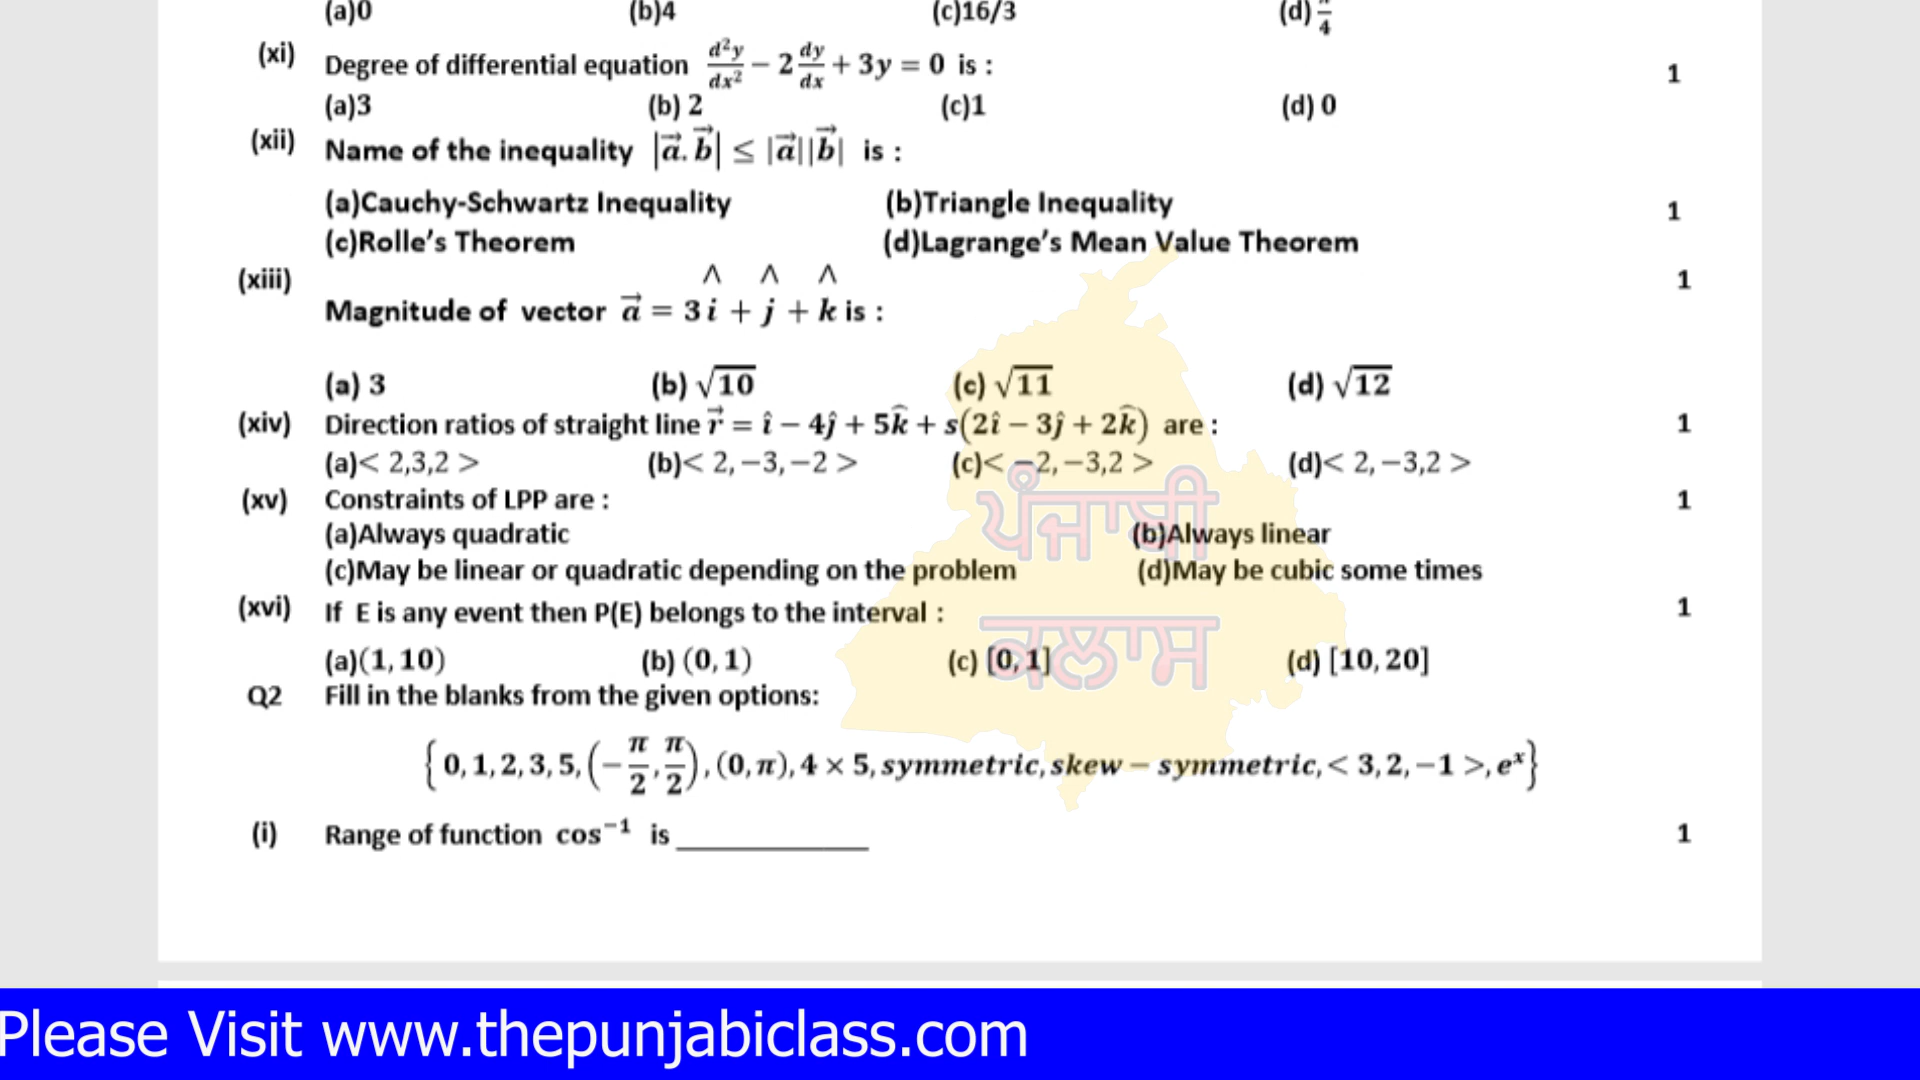 (a)0 (b)4 (c)16/3 (d) π/4
(xi) Degree of differential equation d²y/dx² − 2 dy/dx + 3y = 0 is : 1
(a)3 (b) 2 (c)1 (d) 0
(xii) Name of the inequality |a⃗. b⃗| ≤ |a⃗||b⃗| is :
(a)Cauchy-Schwartz Inequality (b)Triangle Inequality 1
(c)Rolle’s Theorem (d)Lagrange’s Mean Value Theorem
(xiii) 1
Magnitude of vector a⃗ = 3 î + ĵ + k̂ is :
(a) 3 (b) √10 (c) √11 (d) √12
(xiv) Direction ratios of straight line r⃗ = î − 4ĵ + 5k̂ + s(2î − 3ĵ + 2k̂) are : 1
(a)< 2,3,2 > (b)< 2, −3, −2 > (c)< −2, −3,2 > (d)< 2, −3,2 >
(xv) Constraints of LPP are : 1
(a)Always quadratic (b)Always linear
(c)May be linear or quadratic depending on the problem (d)May be cubic some times
(xvi) If E is any event then P(E) belongs to the interval : 1
(a)(1, 10) (b) (0, 1) (c) [0, 1] (d) [10, 20]
Q2 Fill in the blanks from the given options:
{0, 1, 2, 3, 5, (−π/2, π/2), (0, π), 4 × 5, symmetric, skew − symmetric, < 3, 2, −1 >, eˣ}
(i) Range of function cos⁻¹ is ____________ 1
ਪੰਜਾਬੀ
ਕਲਾਸ
Please Visit www.thepunjabiclass.com